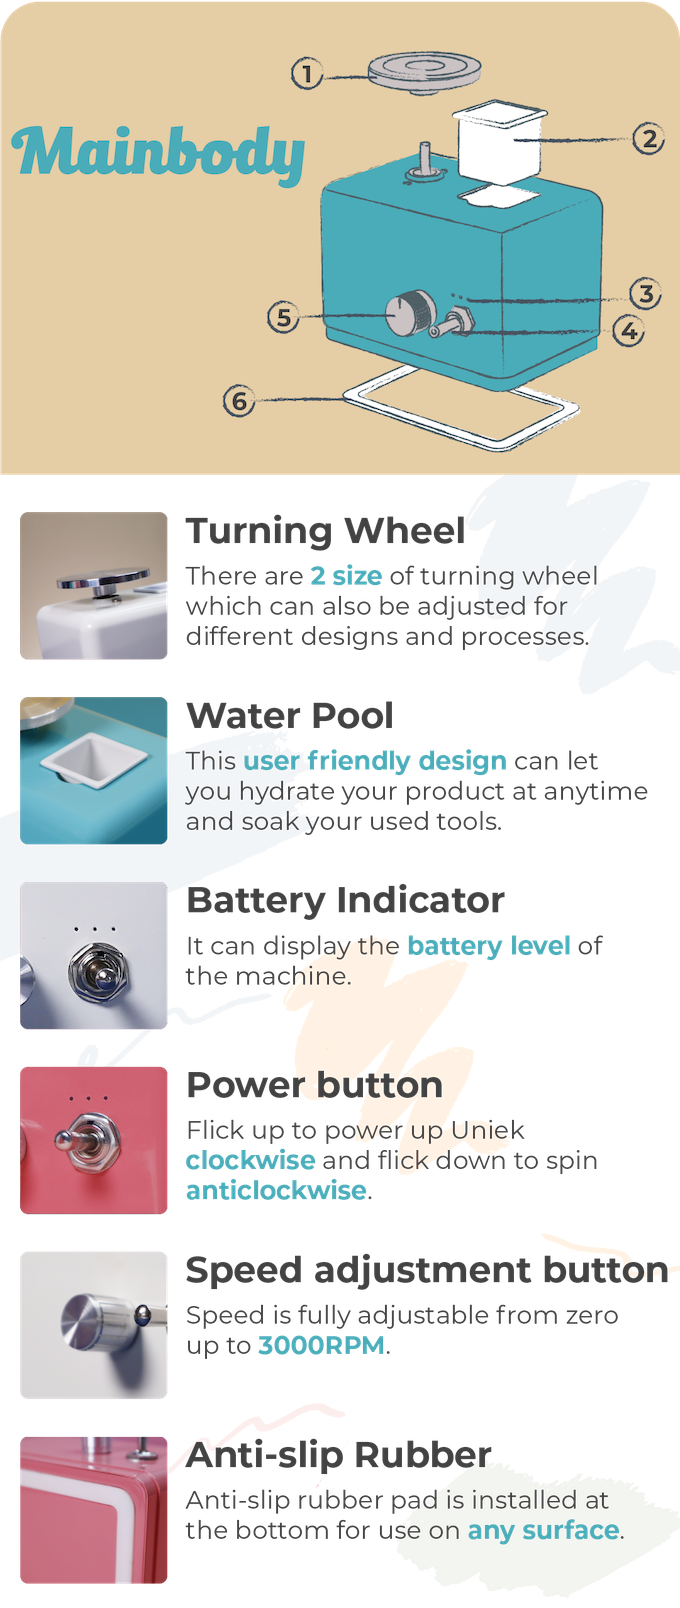 1
Mainbody
2
3
5
4
6
Turning Wheel
There are 2 size of turning wheel
which can also be adjusted for
different designs and processes.
Water Pool
This user friendly design can let
you hydrate your product at anytime
and soak your used tools.
Battery Indicator
It can display the battery level of
the machine.
Power button
Flick up to power up Uniek
clockwise and flick down to spin
anticlockwise.
Speed adjustment button
Speed is fully adjustable from zero
up to 3000RPM.
Anti-slip Rubber
Anti-slip rubber pad is installed at
the bottom for use on any surface.